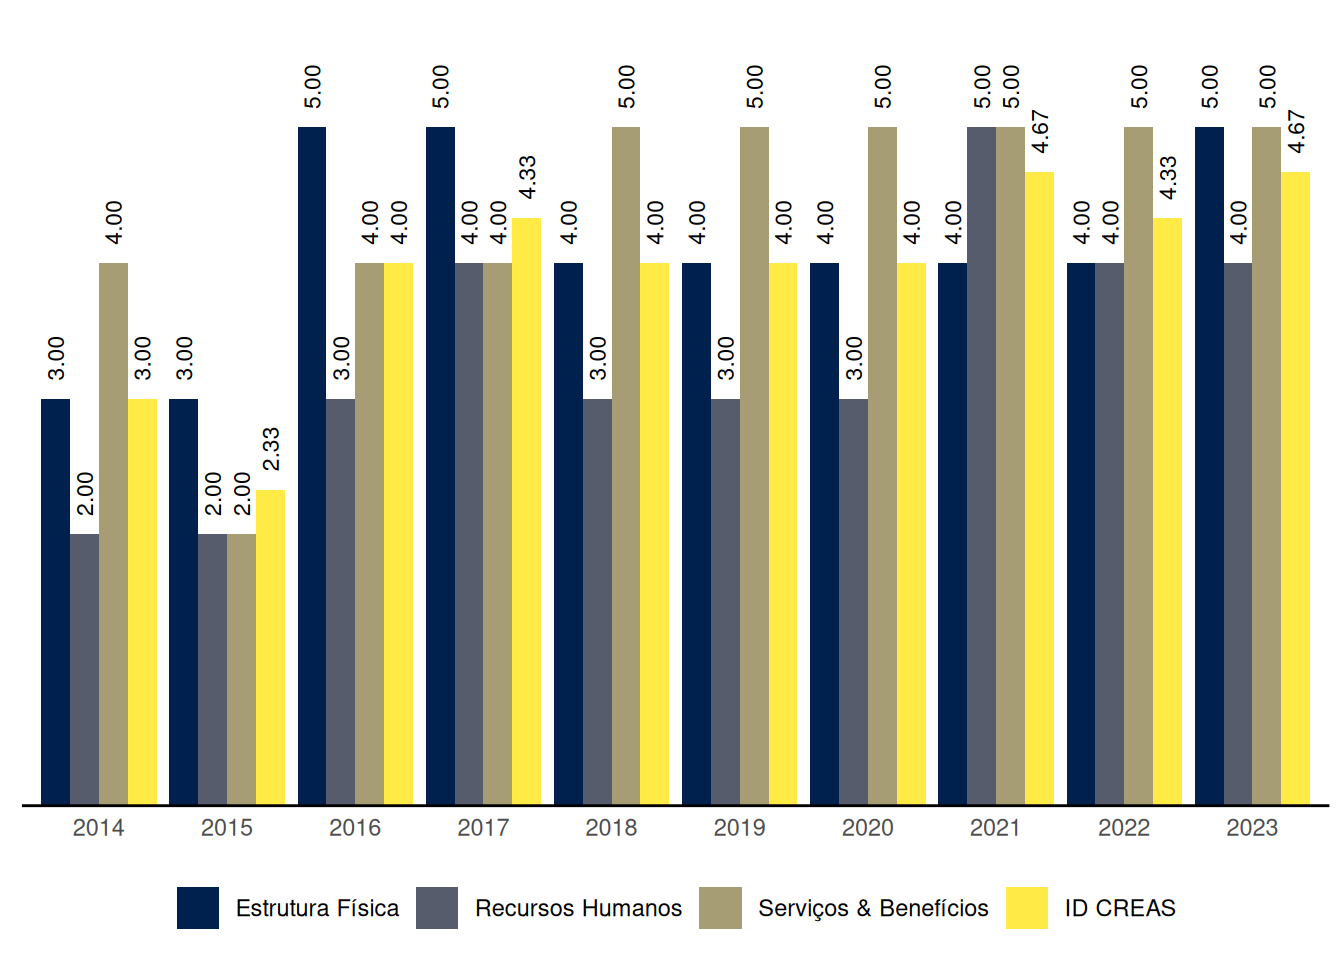 5.00 5.00 5.00 5.00 5.00 5.00 5.00 5.00 5.00 5.00
4.67 4.67
4.33 4.33
4.00 4.00 4.00 4.00 4.00 4.00 4.00 4.00 4.00 4.00 4.00 4.00 4.00 4.00 4.00
3.00 3.00 3.00 3.00 3.00 3.00
2.33
2.00 2.00 2.00
2014 2015 2016 2017 2018 2019 2020 2021 2022 2023
Estrutura Física Recursos Humanos Serviços & Benefícios ID CREAS